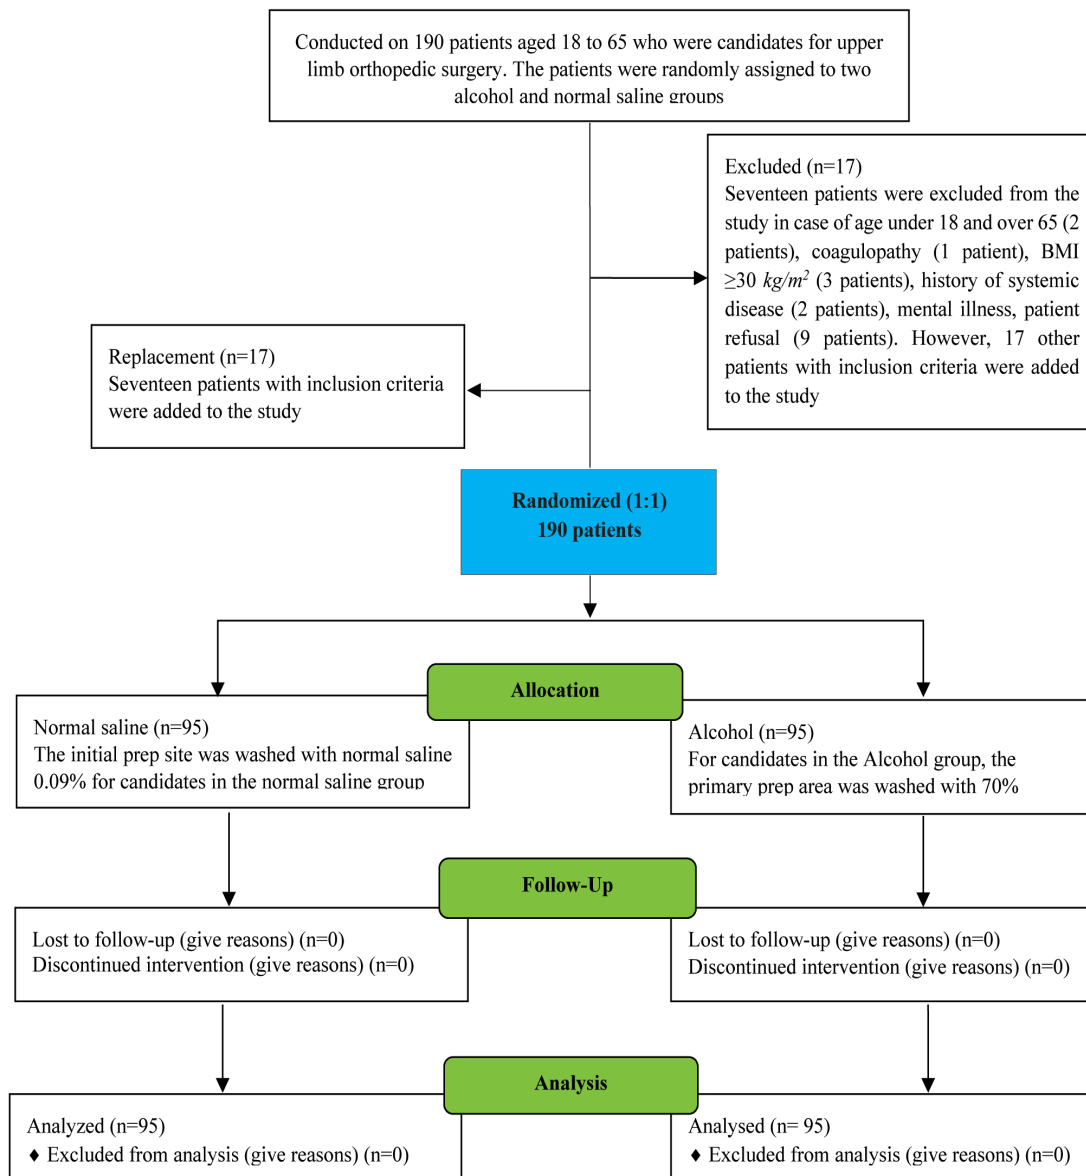 Conducted on 190 patients aged 18 to 65 who were candidates for upper
limb orthopedic surgery. The patients were randomly assigned to two
alcohol and normal saline groups
Excluded (n=17)
Seventeen patients were excluded from the
study in case of age under 18 and over 65 (2
patients), coagulopathy (1 patient), BMI
≥30 kg/m² (3 patients), history of systemic
disease (2 patients), mental illness, patient
refusal (9 patients). However, 17 other
patients with inclusion criteria were added
to the study
Replacement (n=17)
Seventeen patients with inclusion criteria
were added to the study
Randomized (1:1)
190 patients
Allocation
Normal saline (n=95)
The initial prep site was washed with normal saline
0.09% for candidates in the normal saline group
Alcohol (n=95)
For candidates in the Alcohol group, the
primary prep area was washed with 70%
Follow-Up
Lost to follow-up (give reasons) (n=0)
Discontinued intervention (give reasons) (n=0)
Lost to follow-up (give reasons) (n=0)
Discontinued intervention (give reasons) (n=0)
Analysis
Analyzed (n=95)
♦ Excluded from analysis (give reasons) (n=0)
Analysed (n= 95)
♦ Excluded from analysis (give reasons) (n=0)